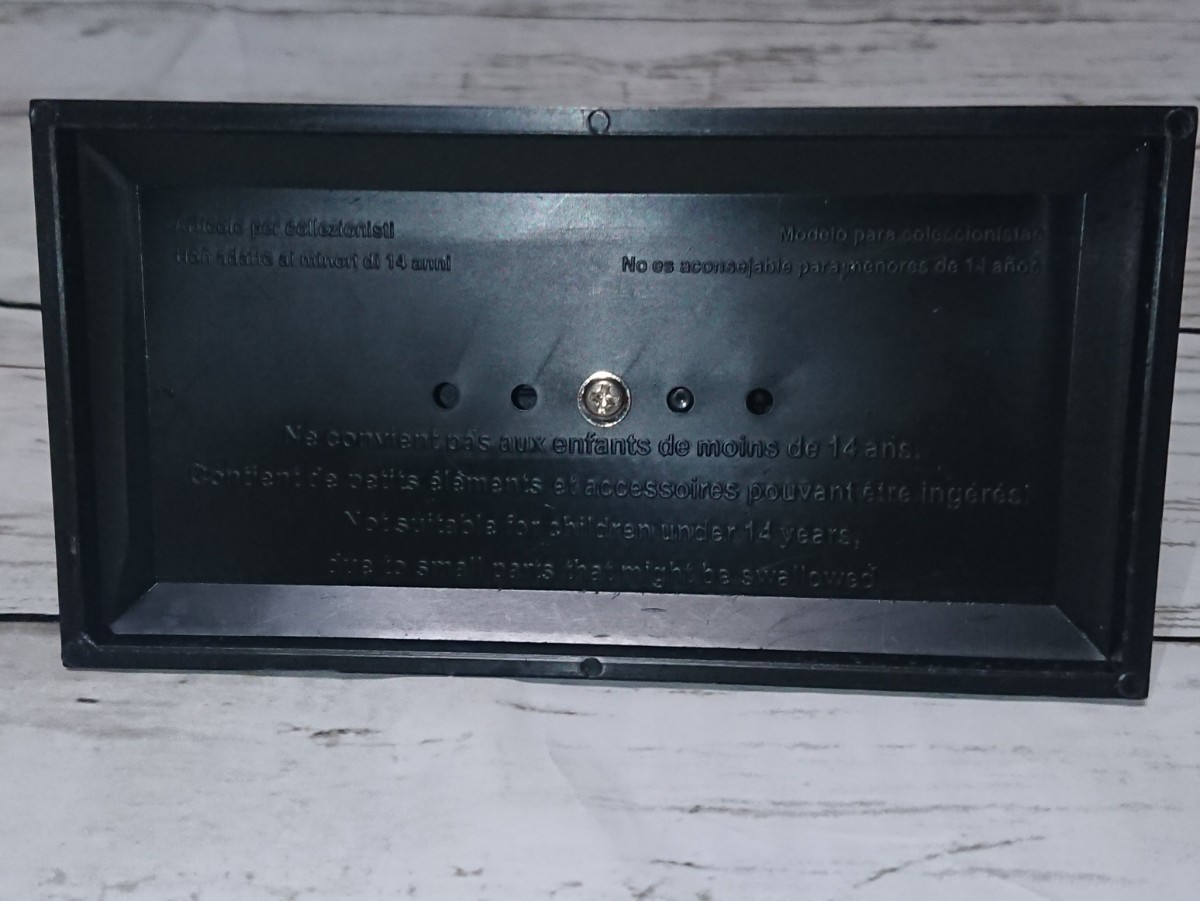 Articolo per collezionisti
Non adatto ai minori di 14 anni
Modelo para coleccionistas
No es aconsejable para menores de 14 años
Ne convient pas aux enfants de moins de 14 ans.
Contient de petits éléments et accessoires pouvant être ingérés.
Not suitable for children under 14 years,
due to small parts that might be swallowed